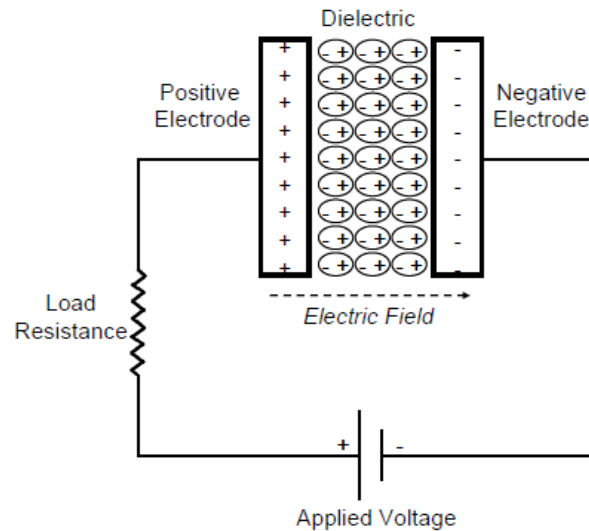 Dielectric
+ - + - + - + -
+ - + - + - + -
+ - + - + - + -
+ - + - + - + -
+ - + - + - + -
+ - + - + - + -
+ - + - + - + -
+ - + - + - + -
+ - + - + - + -
Positive
Electrode
Negative
Electrode
Electric Field
Load
Resistance
+ -
Applied Voltage